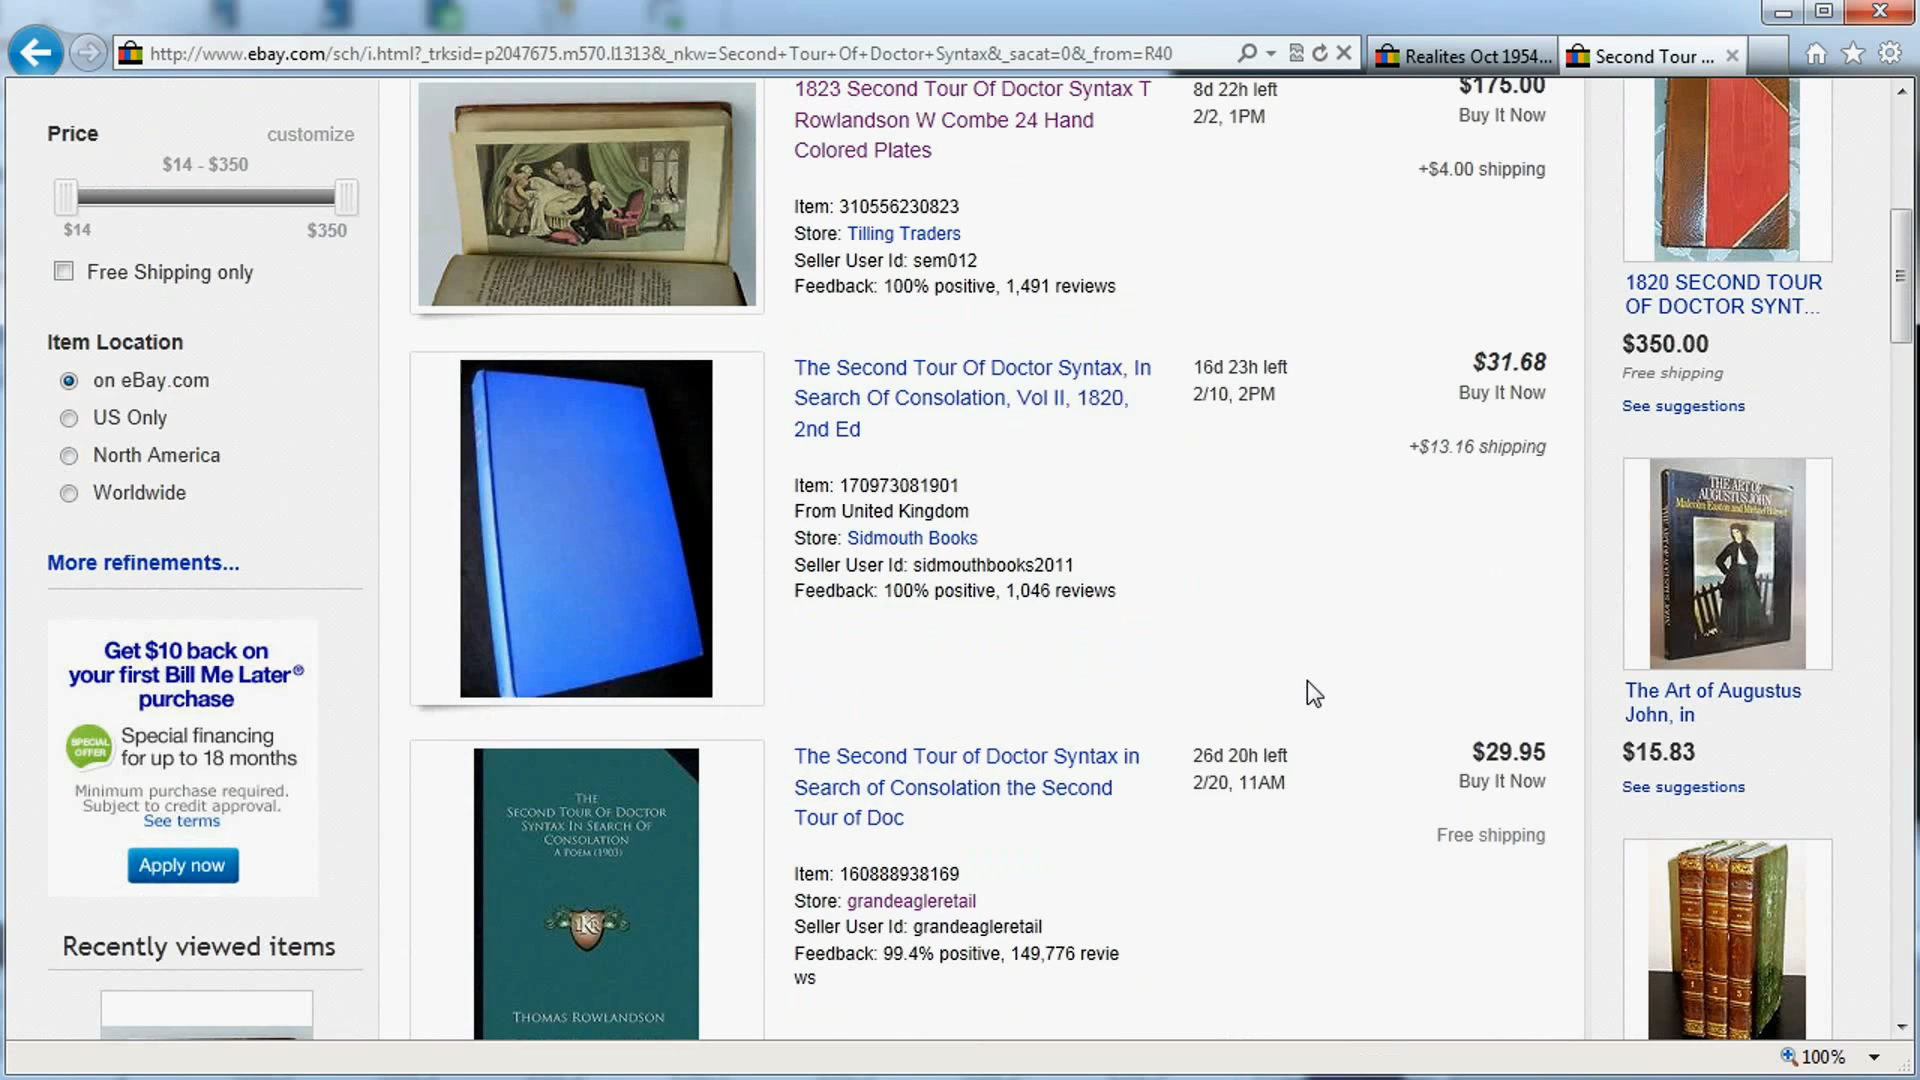 http://www.ebay.com/sch/i.html?_trksid=p2047675.m570.l1313&_nkw=Second+Tour+Of+Doctor+Syntax&_sacat=0&_from=R40
Realites Oct 1954...
Second Tour ...
Price
customize
$14 - $350
$14
$350
Free Shipping only
Item Location
on eBay.com
US Only
North America
Worldwide
More refinements...
Get $10 back on
your first Bill Me Later®
purchase
SPECIAL
OFFER
Special financing
for up to 18 months
Minimum purchase required.
Subject to credit approval.
See terms
Apply now
Recently viewed items
1823 Second Tour Of Doctor Syntax T
Rowlandson W Combe 24 Hand
Colored Plates
8d 22h left
2/2, 1PM
$175.00
Buy It Now
+$4.00 shipping
Item: 310556230823
Store: Tilling Traders
Seller User Id: sem012
Feedback: 100% positive, 1,491 reviews
The Second Tour Of Doctor Syntax, In
Search Of Consolation, Vol II, 1820,
2nd Ed
16d 23h left
2/10, 2PM
$31.68
Buy It Now
+$13.16 shipping
Item: 170973081901
From United Kingdom
Store: Sidmouth Books
Seller User Id: sidmouthbooks2011
Feedback: 100% positive, 1,046 reviews
THE
SECOND TOUR OF DOCTOR
SYNTAX IN SEARCH OF
CONSOLATION
A POEM (1903)
THOMAS ROWLANDSON
The Second Tour of Doctor Syntax in
Search of Consolation the Second
Tour of Doc
26d 20h left
2/20, 11AM
$29.95
Buy It Now
Free shipping
Item: 160888938169
Store: grandeagleretail
Seller User Id: grandeagleretail
Feedback: 99.4% positive, 149,776 revie
ws
1820 SECOND TOUR
OF DOCTOR SYNT...
$350.00
Free shipping
See suggestions
THE ART OF
AUGUSTUS JOHN
The Art of Augustus
John, in
$15.83
See suggestions
100%